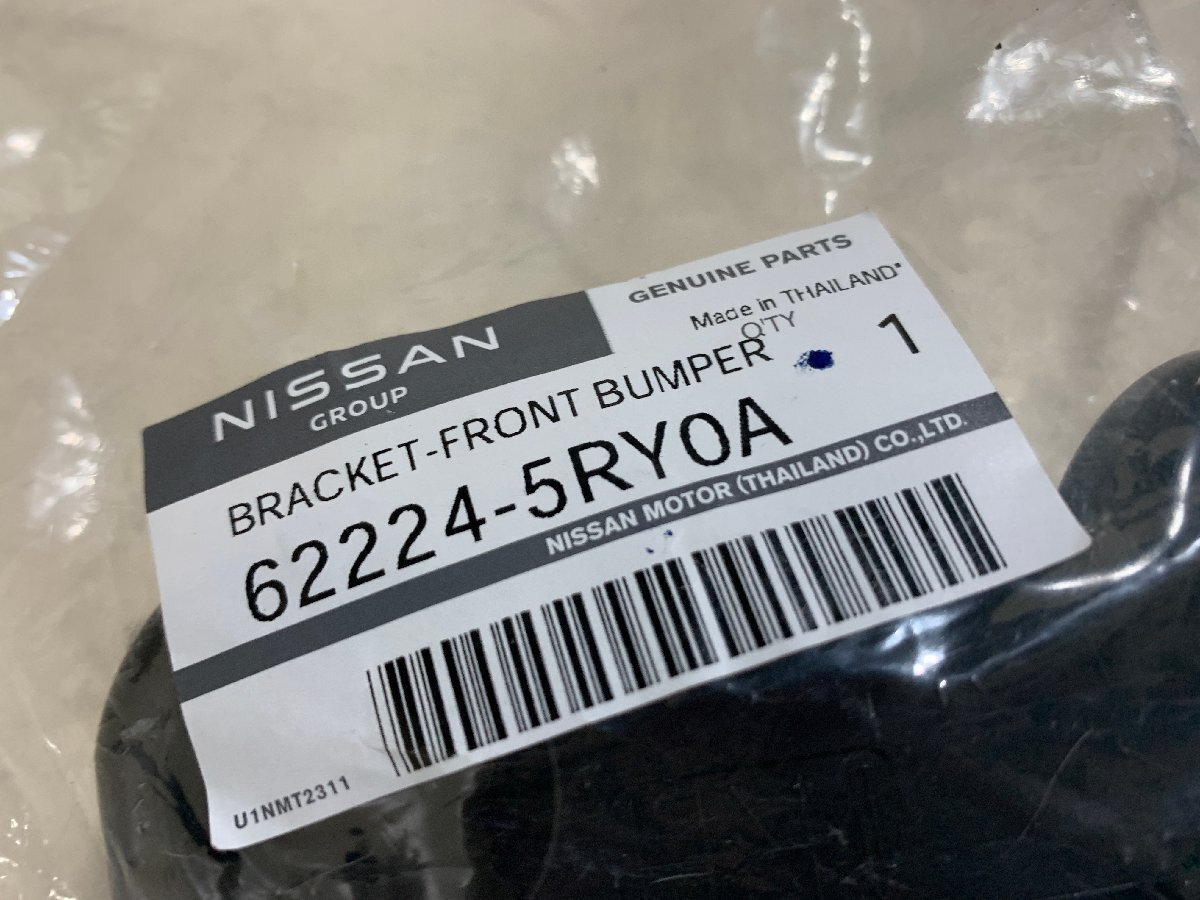 GENUINE PARTS
Made in THAILAND
NISSAN
GROUP
Q'TY
BRACKET-FRONT BUMPER 1
62224-5RY0A
NISSAN MOTOR (THAILAND) CO.,LTD.
U1NMT2311